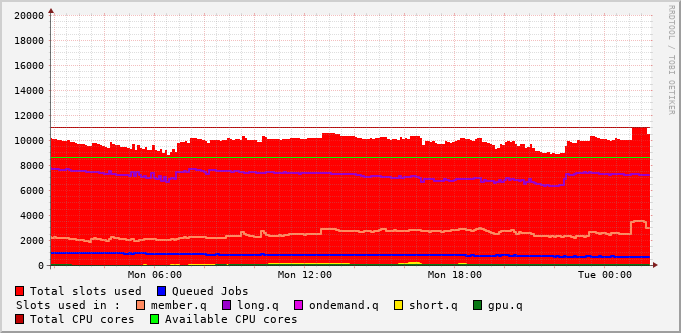 20000
18000
16000
14000
12000
10000
8000
6000
4000
2000
0
Mon 06:00 Mon 12:00 Mon 18:00 Tue 00:00
RRDTOOL / TOBI OETIKER
Total slots used Queued Jobs
Slots used in : member.q long.q ondemand.q short.q gpu.q
Total CPU cores Available CPU cores